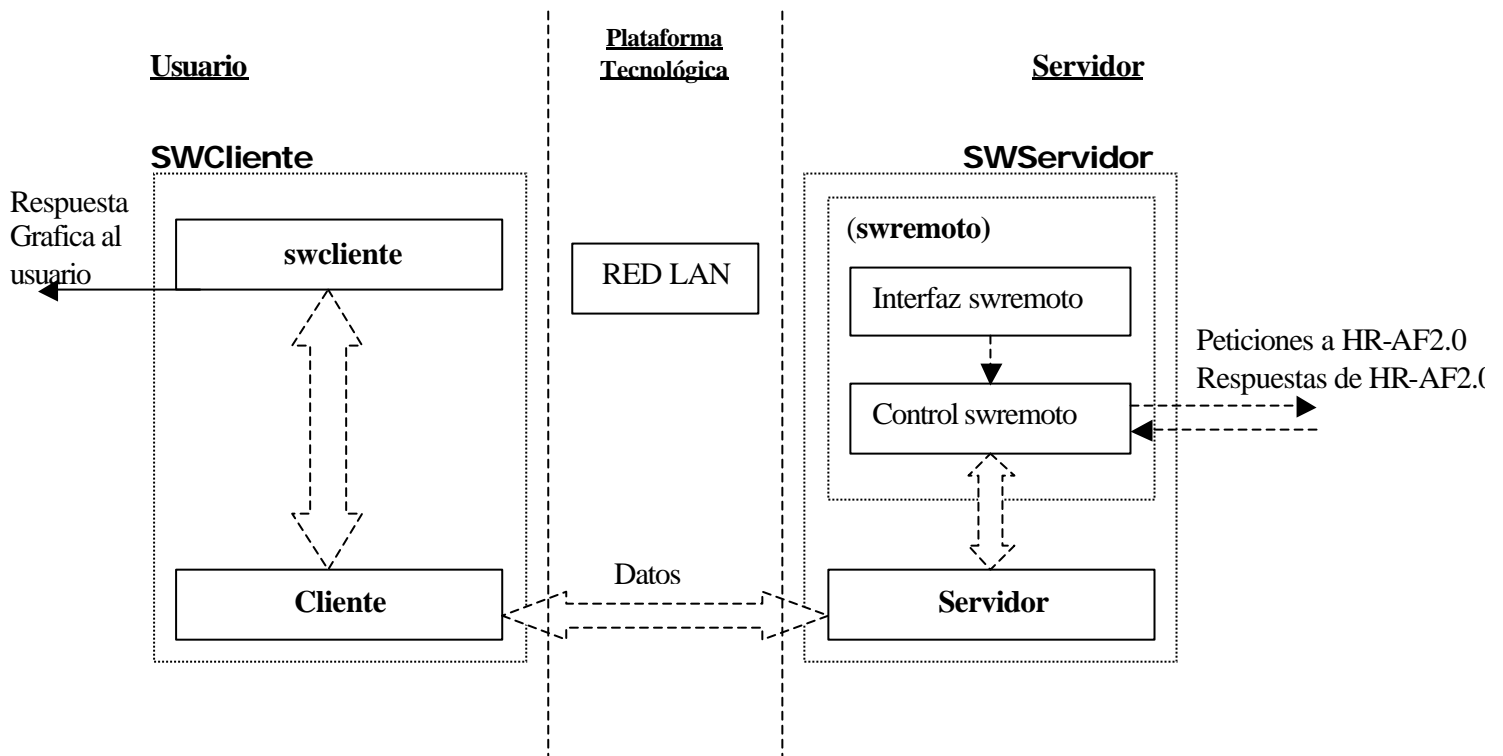 Plataforma
Tecnológica
Usuario
Servidor
SWCliente
SWServidor
Respuesta
Grafica al
usuario
swcliente
RED LAN
(swremoto)
Interfaz swremoto
Control swremoto
Peticiones a HR-AF2.0
Respuestas de HR-AF2.0
Datos
Cliente
Servidor